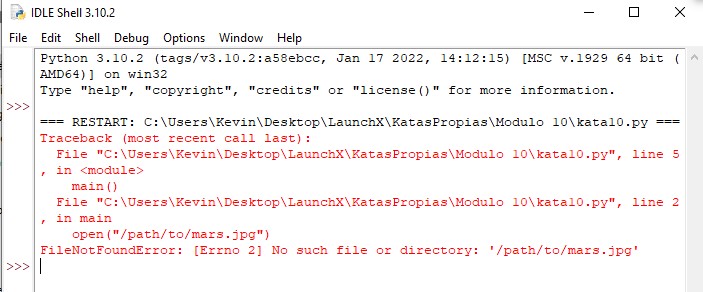 IDLE Shell 3.10.2
File Edit Shell Debug Options Window Help
Python 3.10.2 (tags/v3.10.2:a58ebcc, Jan 17 2022, 14:12:15) [MSC v.1929 64 bit (
AMD64)] on win32
Type "help", "copyright", "credits" or "license()" for more information.
>>>
=== RESTART: C:\Users\Kevin\Desktop\LaunchX\KatasPropias\Modulo 10\kata10.py ===
Traceback (most recent call last):
  File "C:\Users\Kevin\Desktop\LaunchX\KatasPropias\Modulo 10\kata10.py", line 5
, in <module>
    main()
  File "C:\Users\Kevin\Desktop\LaunchX\KatasPropias\Modulo 10\kata10.py", line 2
, in main
    open("/path/to/mars.jpg")
FileNotFoundError: [Errno 2] No such file or directory: '/path/to/mars.jpg'
>>>